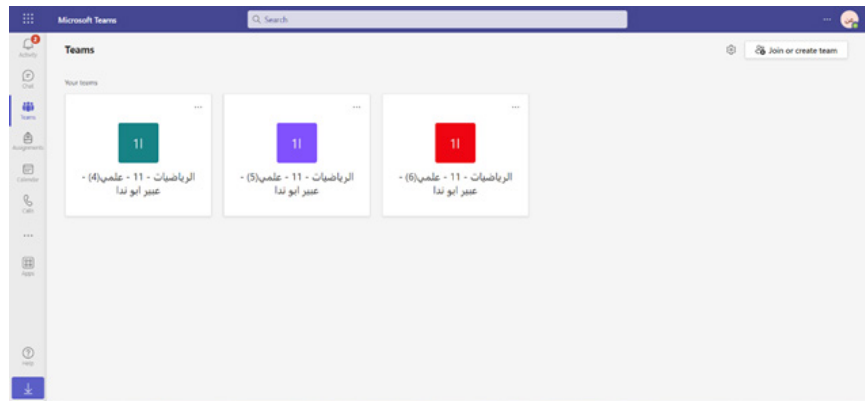 Microsoft Teams
Search
2
Activity
Teams
Join or create team
Chat
Your teams
Teams
11
11
11
الرياضيات - 11 - علمي(4) -
عبير ابو ندا
الرياضيات - 11 - علمي(5) -
عبير ابو ندا
الرياضيات - 11 - علمي(6) -
عبير ابو ندا
Assignments
Calendar
Calls
Apps
Help